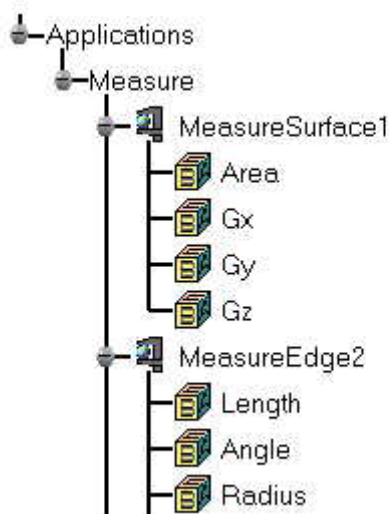 Applications
Measure
MeasureSurface1
Area
Gx
Gy
Gz
MeasureEdge2
Length
Angle
Radius